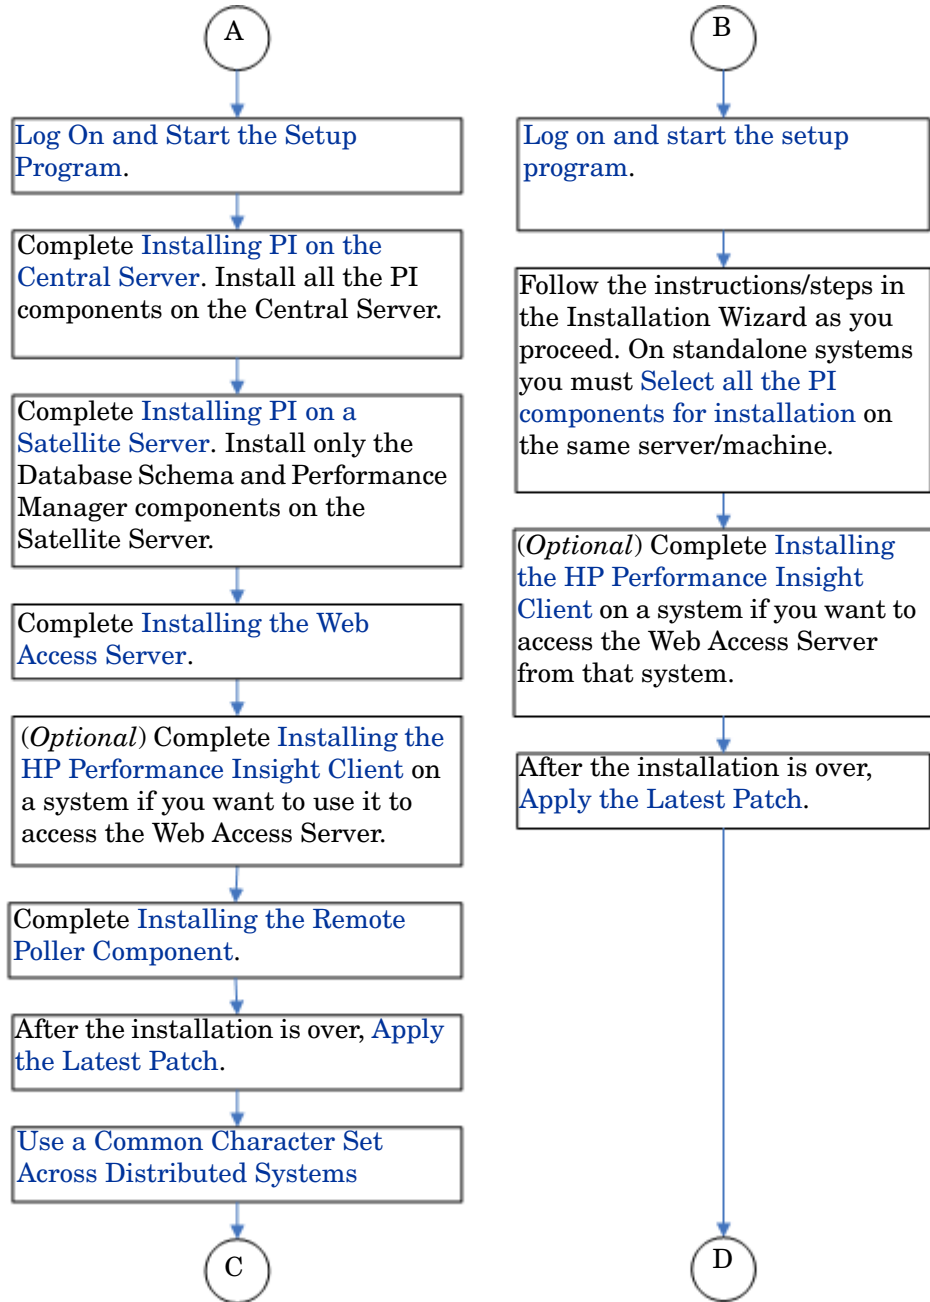 A
Log On and Start the Setup
Program.
Complete Installing PI on the
Central Server. Install all the PI
components on the Central Server.
Complete Installing PI on a
Satellite Server. Install only the
Database Schema and Performance
Manager components on the
Satellite Server.
Complete Installing the Web
Access Server.
(Optional) Complete Installing the
HP Performance Insight Client on
a system if you want to use it to
access the Web Access Server.
Complete Installing the Remote
Poller Component.
After the installation is over, Apply
the Latest Patch.
Use a Common Character Set
Across Distributed Systems
C
B
Log on and start the setup
program.
Follow the instructions/steps in
the Installation Wizard as you
proceed. On standalone systems
you must Select all the PI
components for installation on
the same server/machine.
(Optional) Complete Installing
the HP Performance Insight
Client on a system if you want to
access the Web Access Server
from that system.
After the installation is over,
Apply the Latest Patch.
D